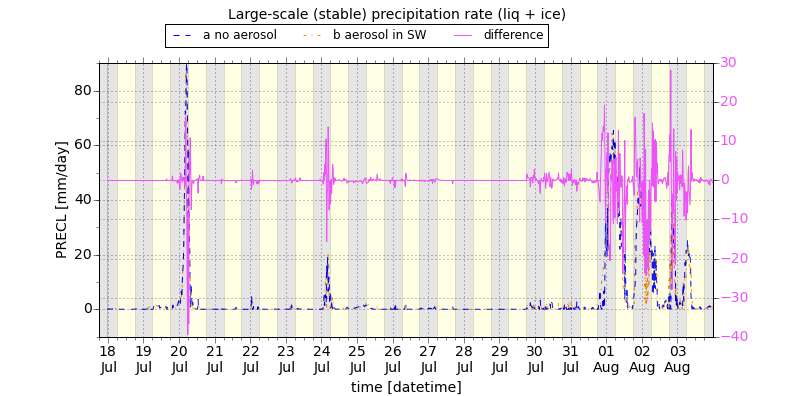 Large-scale (stable) precipitation rate (liq + ice)
a no aerosol b aerosol in SW difference
PRECL [mm/day]
80
60
40
20
0
30
20
10
0
−10
−20
−30
−40
18 19 20 21 22 23 24 25 26 27 28 29 30 31 01 02 03
Jul Jul Jul Jul Jul Jul Jul Jul Jul Jul Jul Jul Jul Jul Aug Aug Aug
time [datetime]